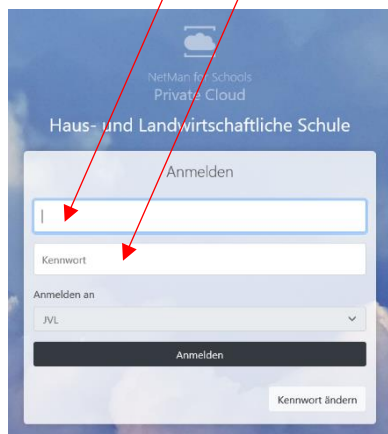 NetMan for Schools
Private Cloud
Haus- und Landwirtschaftliche Schule
Anmelden
Kennwort
Anmelden an
JVL
Anmelden
Kennwort ändern